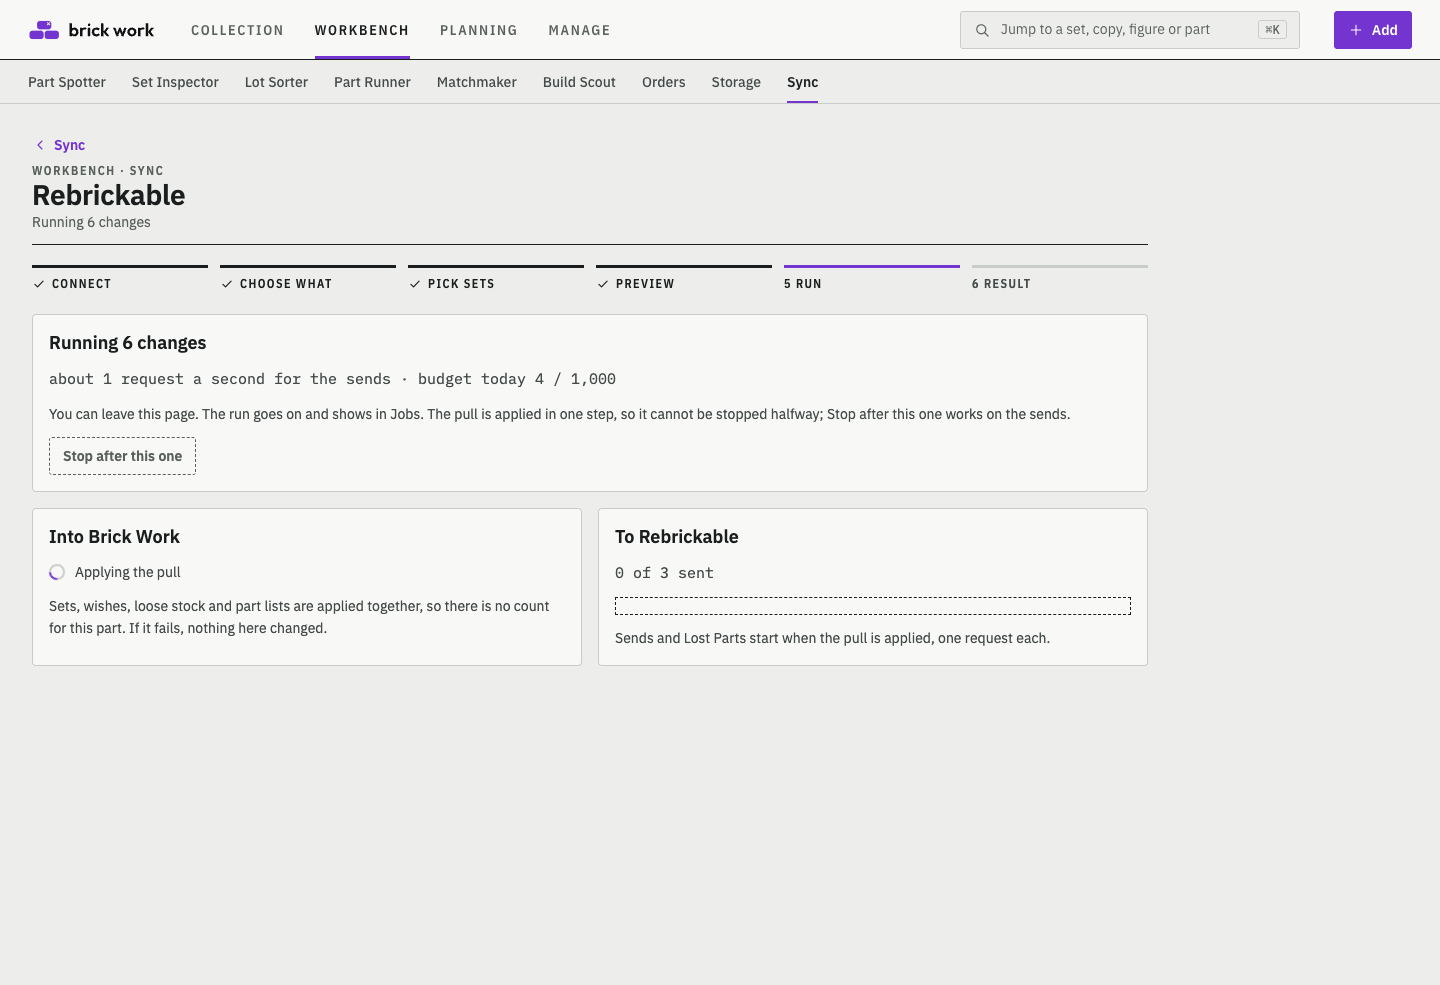 brick work
COLLECTION
WORKBENCH
PLANNING
MANAGE
Jump to a set, copy, figure or part
⌘K
Add
Part Spotter
Set Inspector
Lot Sorter
Part Runner
Matchmaker
Build Scout
Orders
Storage
Sync
Sync
WORKBENCH · SYNC
Rebrickable
Running 6 changes
CONNECT
CHOOSE WHAT
PICK SETS
PREVIEW
5 RUN
6 RESULT
Running 6 changes
about 1 request a second for the sends · budget today 4 / 1,000
You can leave this page. The run goes on and shows in Jobs. The pull is applied in one step, so it cannot be stopped halfway; Stop after this one works on the sends.
Stop after this one
Into Brick Work
Applying the pull
Sets, wishes, loose stock and part lists are applied together, so there is no count
for this part. If it fails, nothing here changed.
To Rebrickable
0 of 3 sent
Sends and Lost Parts start when the pull is applied, one request each.